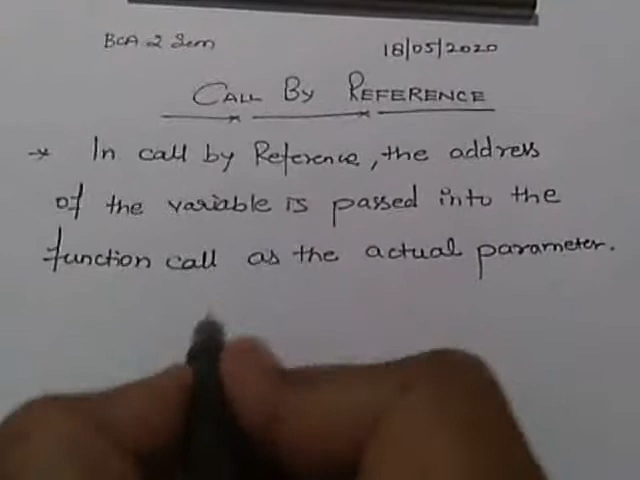 BCA 2 Sem
18/05/2020
CALL BY REFERENCE
→ In call by Reference, the address
of the variable is passed into the
function call as the actual parameter.